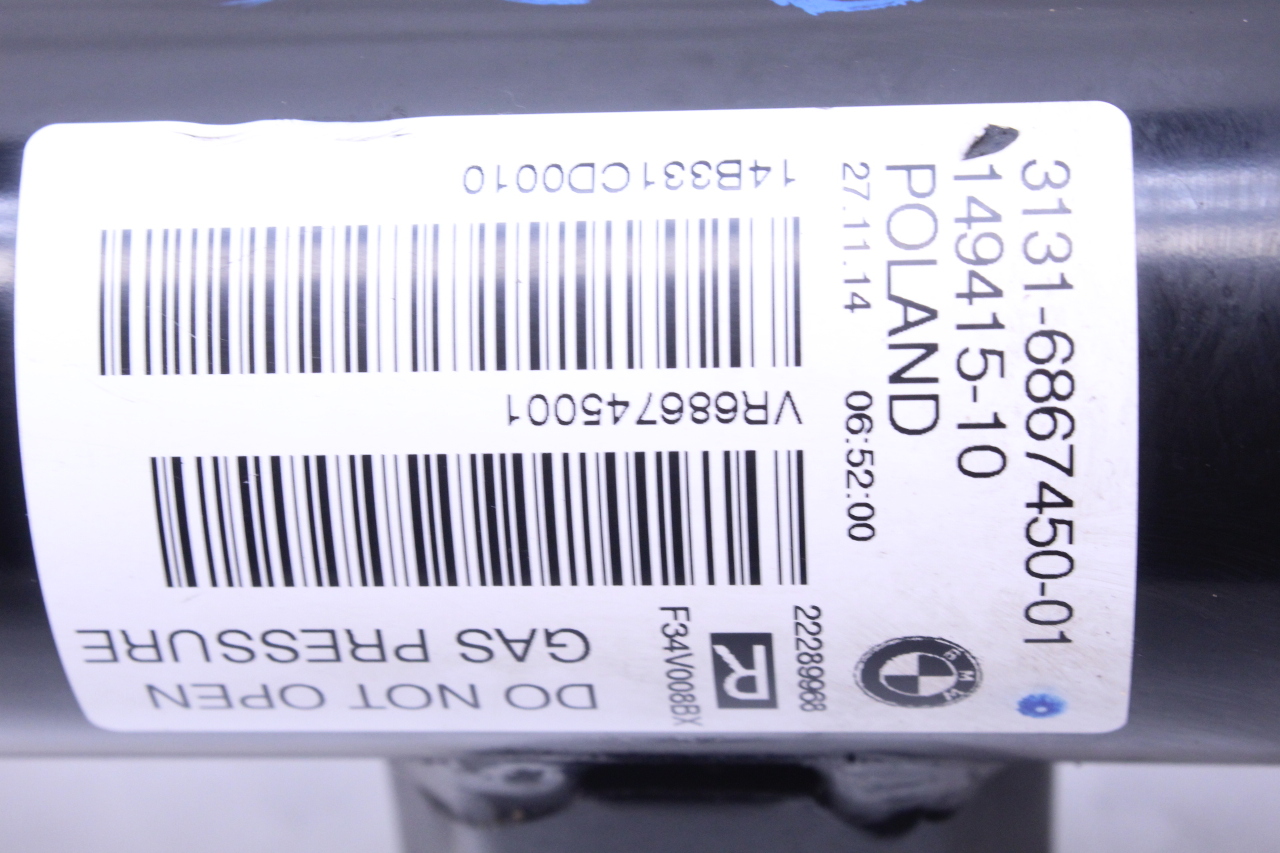 3131-6867450-01
149415-10
POLAND
27.11.14 06:52:00
14B331CD0010
VR686745001
22289968
F34V008BX
GAS PRESSURE
DO NOT OPEN